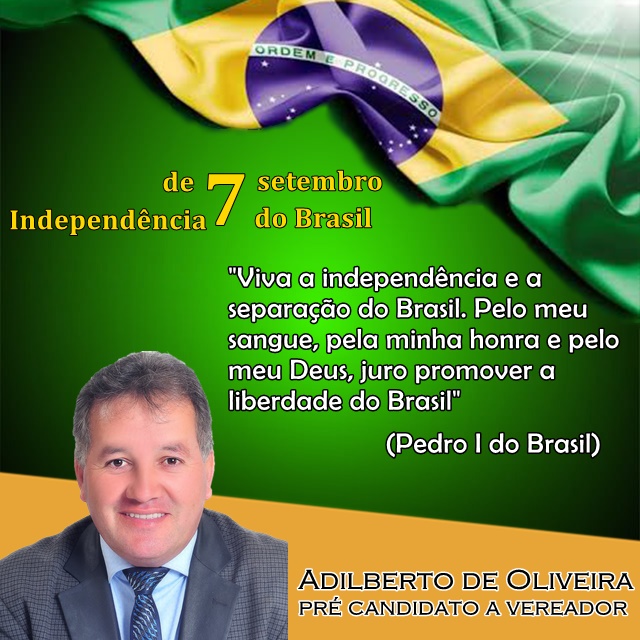 ORDEM E PROGRESSO
de 7 setembro
Independência do Brasil
"Viva a independência e a
separação do Brasil. Pelo meu
sangue, pela minha honra e pelo
meu Deus, juro promover a
liberdade do Brasil"
(Pedro I do Brasil)
ADILBERTO DE OLIVEIRA
PRÉ CANDIDATO A VEREADOR